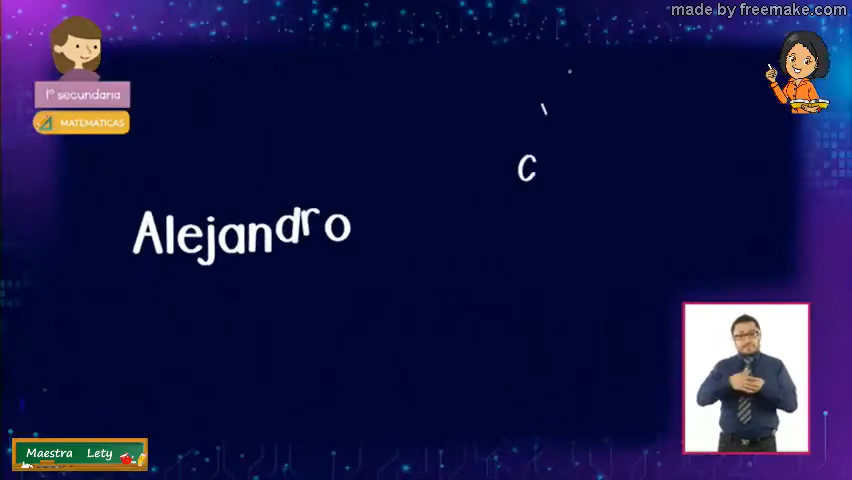 made by freemake.com
1° secundaria
MATEMÁTICAS
Alejandro
C
Maestra Lety